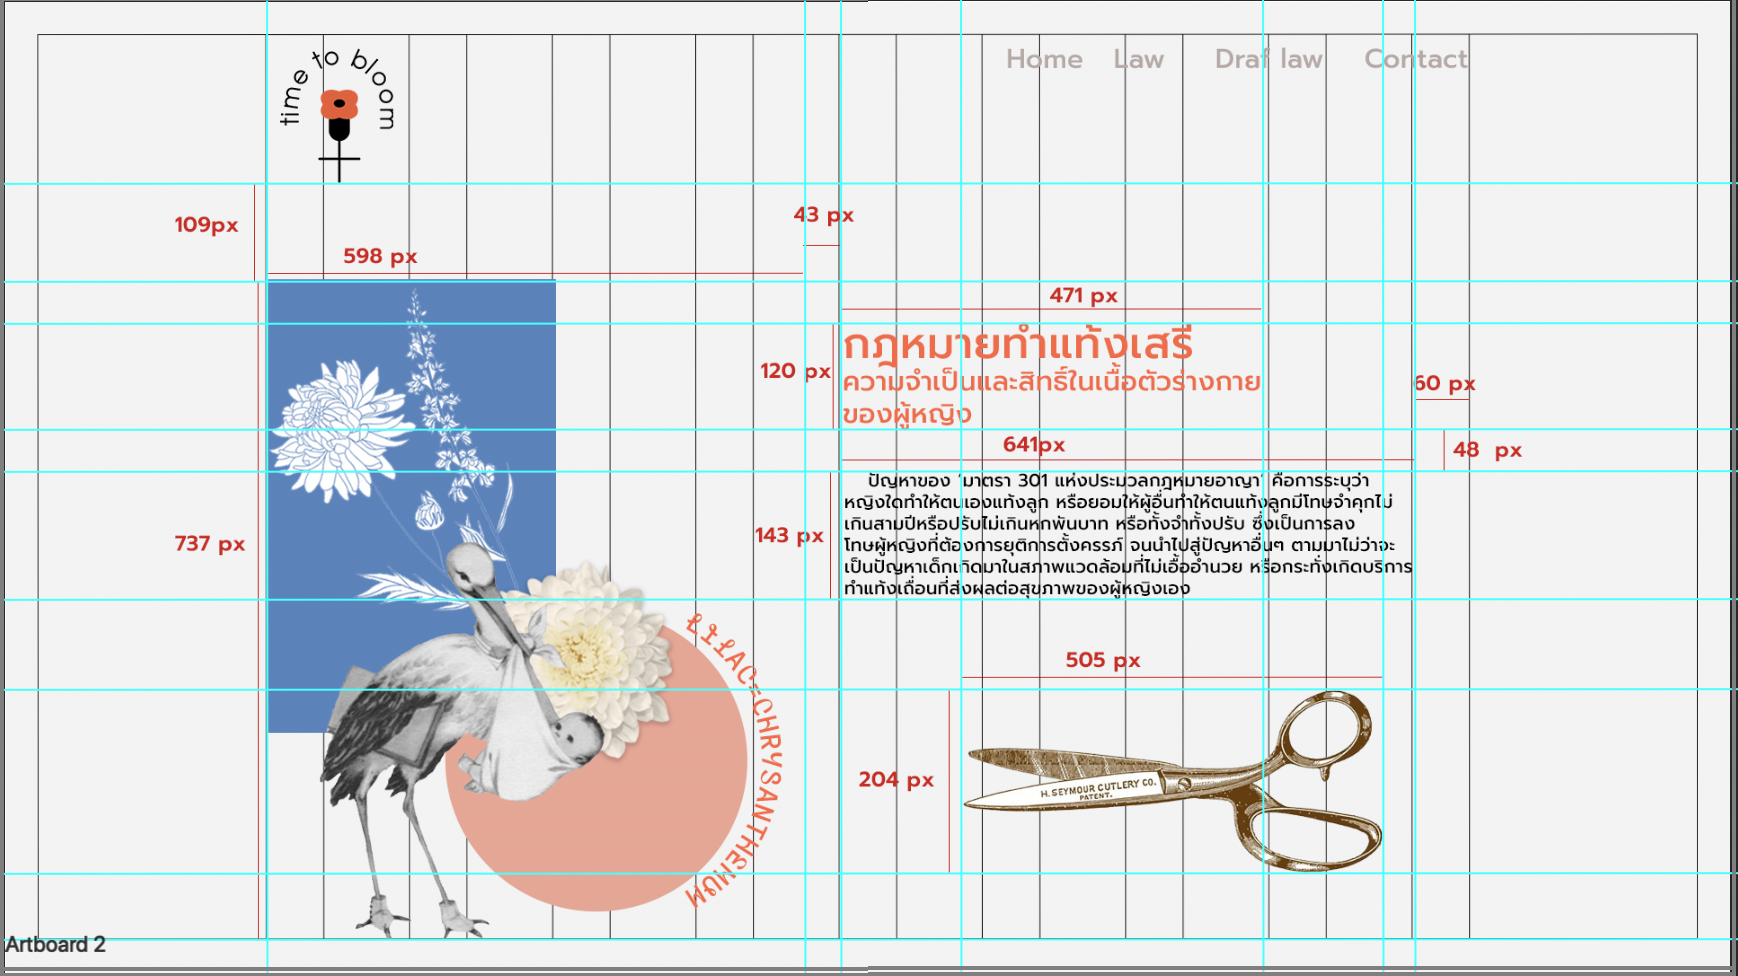 time to bloom
Home Law Draf law Contact
109px
43 px
598 px
471 px
กฎหมายทำแท้งเสรี
120 px
ความจำเป็นและสิทธิ์ในเนื้อตัวร่างกาย
ของผู้หญิง
60 px
641px
48 px
ปัญหาของ 'มาตรา 301 แห่งประมวลกฎหมายอาญา' คือการระบุว่า
หญิงใดทำให้ตนเองแท้งลูก หรือยอมให้ผู้อื่นทำให้ตนแท้งลูกมีโทษจำคุกไม่
เกินสามปีหรือปรับไม่เกินหกพันบาท หรือทั้งจำทั้งปรับ ซึ่งเป็นการลง
โทษผู้หญิงที่ต้องการยุติการตั้งครรภ์ จนนำไปสู่ปัญหาอื่นๆ ตามมาไม่ว่าจะ
เป็นปัญหาเด็กเกิดมาในสภาพแวดล้อมที่ไม่เอื้ออำนวย หรือกระทั่งเกิดบริการ
ทำแท้งเถื่อนที่ส่งผลต่อสุขภาพของผู้หญิงเอง
143 px
737 px
LILAC=CHRYSANTHEMUM
505 px
204 px
H. SEYMOUR CUTLERY CO.
PATENT.
Artboard 2